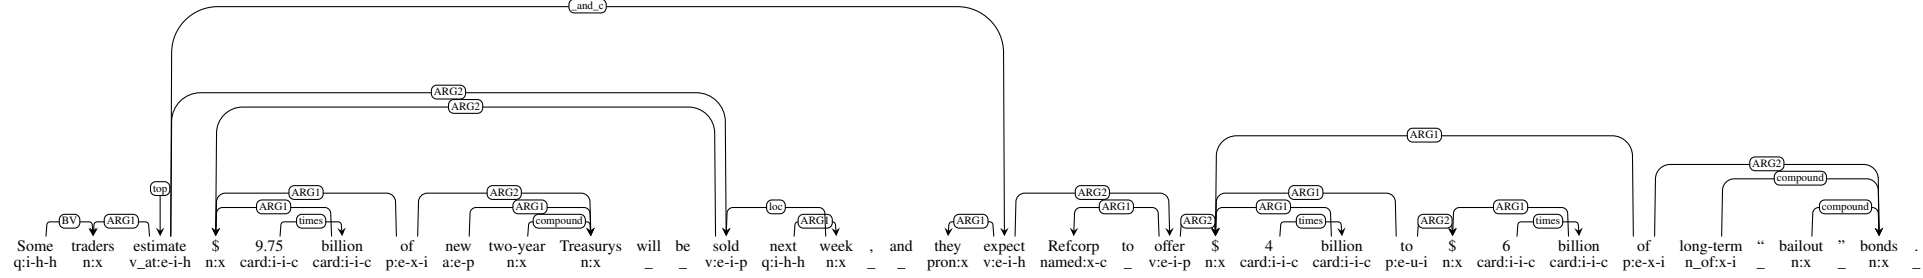 _and_c
ARG2
ARG2
ARG1
ARG2
top ARG1 ARG2 ARG1 compound
ARG1 ARG1 loc ARG2 ARG1 ARG1 ARG1 compound
BV ARG1 times compound ARG1 ARG1 ARG2 times ARG2 times
Some traders estimate $ 9.75 billion of new two-year Treasurys will be sold next week , and they expect Refcorp to offer $ 4 billion to $ 6 billion of long-term “ bailout ” bonds .
q:i-h-h n:x v_at:e-i-h n:x card:i-i-c card:i-i-c p:e-x-i a:e-p n:x n:x _ _ v:e-i-p q:i-h-h n:x _ _ pron:x v:e-i-h named:x-c _ v:e-i-p n:x card:i-i-c card:i-i-c p:e-u-i n:x card:i-i-c card:i-i-c p:e-x-i n_of:x-i _ n:x _ n:x _